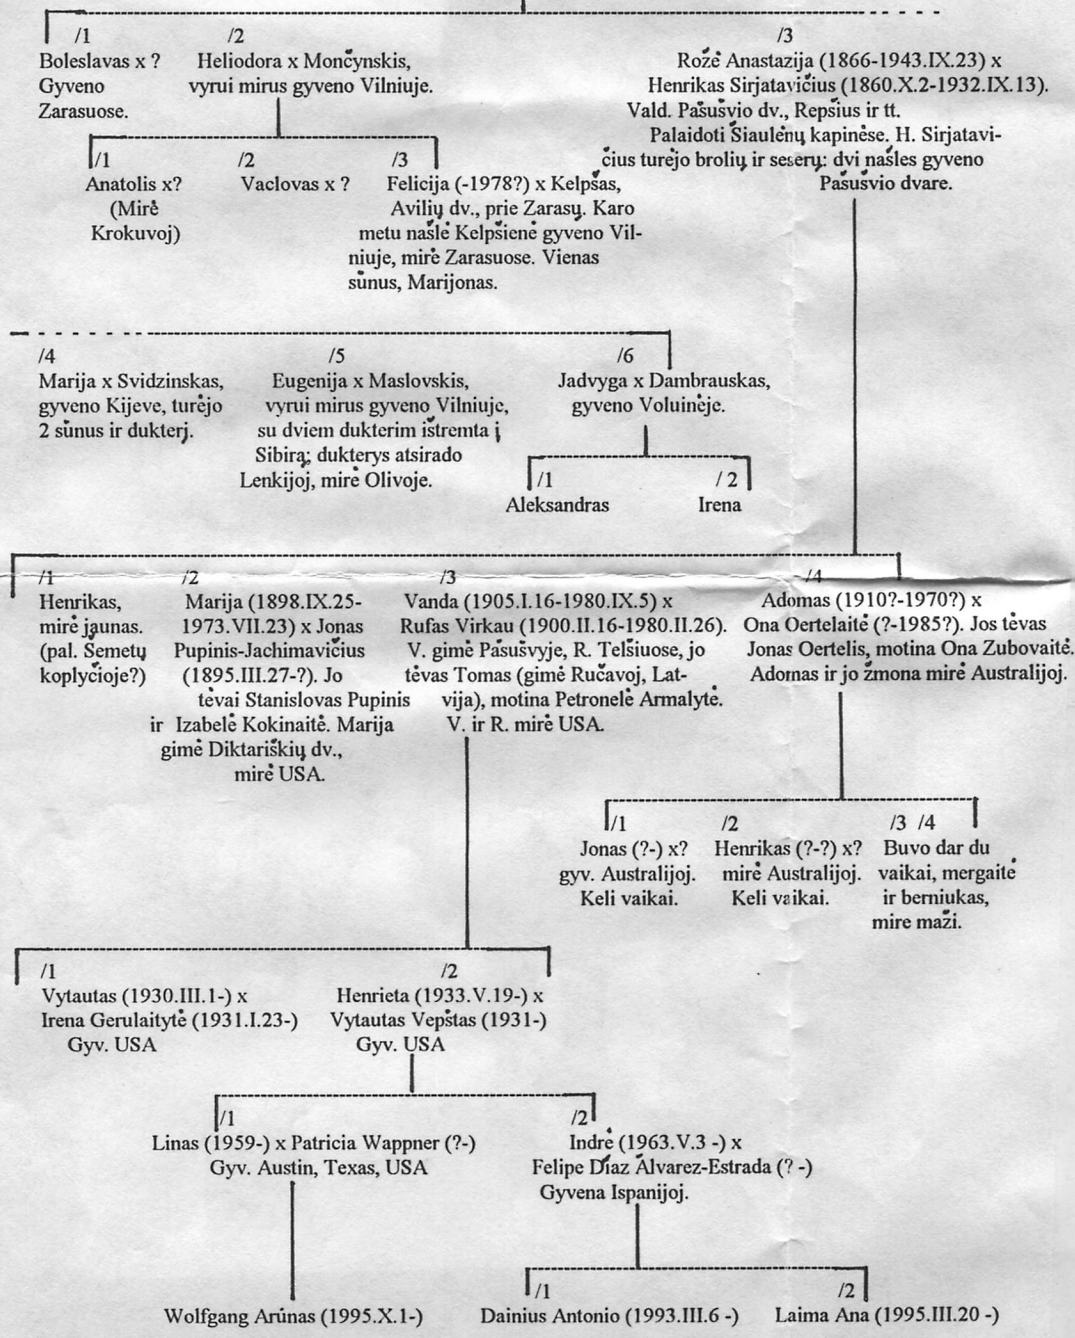 /1
Boleslavas x ?
Gyveno
Zarasuose.
/2
Heliodora x Mončynskis,
vyrui mirus gyveno Vilniuje.
/3
Rožė Anastazija (1866-1943.IX.23) x
Henrikas Sirjatavičius (1860.X.2-1932.IX.13).
Vald. Pašušvio dv., Repšius ir tt.
Palaidoti Šiaulėnų kapinėse. H. Sirjatavi-
čius turėjo brolių ir seserų: dvi našlės gyveno
Pašušvio dvare.
/1
Anatolis x?
(Mirė
Krokuvoj)
/2
Vaclovas x ?
/3
Felicija (-1978?) x Kelpšas,
Avilių dv., prie Zarasų. Karo
metu našlė Kelpšienė gyveno Vil-
niuje, mirė Zarasuose. Vienas
sūnus, Marijonas.
/4
Marija x Svidzinskas,
gyveno Kijeve, turėjo
2 sūnus ir dukterį.
/5
Eugenija x Maslovskis,
vyrui mirus gyveno Vilniuje,
su dviem dukterim ištremta į
Sibirą; dukterys atsirado
Lenkijoj, mirė Olivoje.
/6
Jadvyga x Dambrauskas,
gyveno Voluinėje.
/1
Aleksandras
/2
Irena
/1
Henrikas,
mirė jaunas.
(pal. Šemetų
koplyčioje?)
/2
Marija (1898.IX.25-
1973.VII.23) x Jonas
Pupinis-Jachimavičius
(1895.III.27-?). Jo
tėvai Stanislovas Pupinis
ir Izabelė Kokinaitė. Marija
gimė Diktariškių dv.,
mirė USA.
/3
Vanda (1905.I.16-1980.IX.5) x
Rufas Virkau (1900.II.16-1980.II.26).
V. gimė Pašušvyje, R. Telšiuose, jo
tėvas Tomas (gimė Ručavoj, Lat-
vija), motina Petronelė Armalytė.
V. ir R. mirė USA.
/4
Adomas (1910?-1970?) x
Ona Oertelaitė (?-1985?). Jos tėvas
Jonas Oertelis, motina Ona Zubovaitė.
Adomas ir jo žmona mirė Australijoj.
/1
Jonas (?-) x?
gyv. Australijoj.
Keli vaikai.
/2
Henrikas (?-?) x?
mirė Australijoj.
Keli vaikai.
/3 /4
Buvo dar du
vaikai, mergaitė
ir berniukas,
mire maži.
/1
Vytautas (1930.III.1-) x
Irena Gerulaitytė (1931.I.23-)
Gyv. USA
/2
Henrieta (1933.V.19-) x
Vytautas Vepštas (1931-)
Gyv. USA
/1
Linas (1959-) x Patricia Wappner (?-)
Gyv. Austin, Texas, USA
/2
Indrė (1963.V.3 -) x
Felipe Díaz Álvarez-Estrada (? -)
Gyvena Ispanijoj.
Wolfgang Arūnas (1995.X.1-)
/1
Dainius Antonio (1993.III.6 -)
/2
Laima Ana (1995.III.20 -)